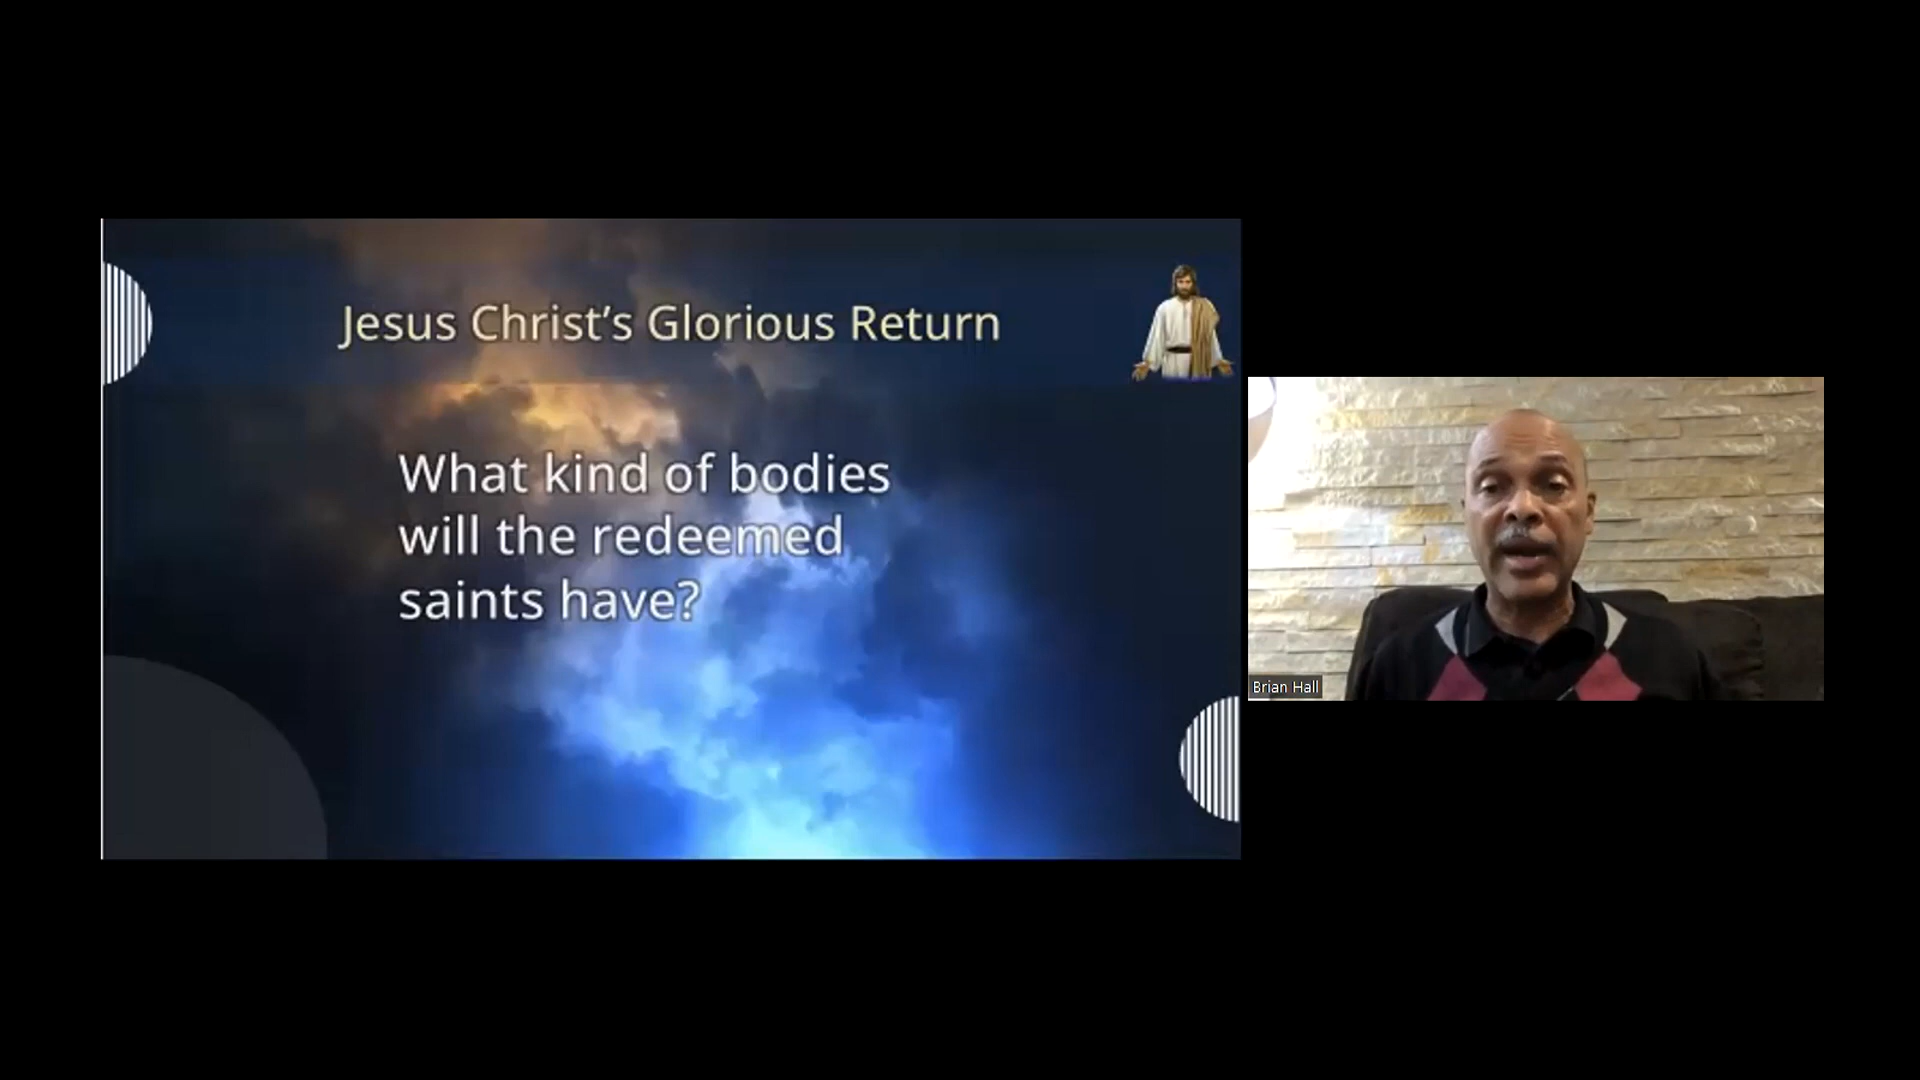 Jesus Christ’s Glorious Return
What kind of bodies
will the redeemed
saints have?
Brian Hall